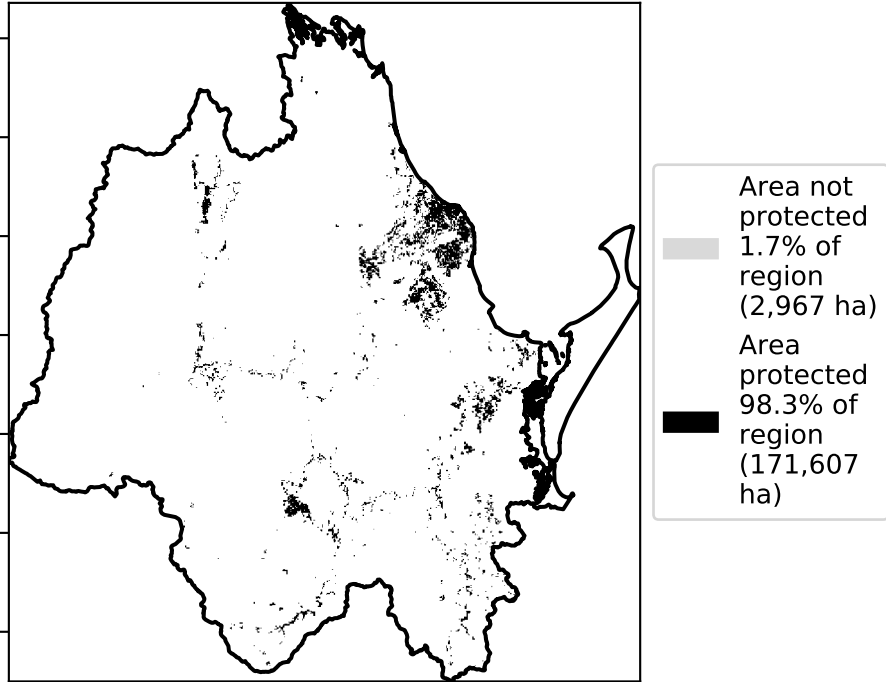 Area not
protected
1.7% of
region
(2,967 ha)
Area
protected
98.3% of
region
(171,607
ha)